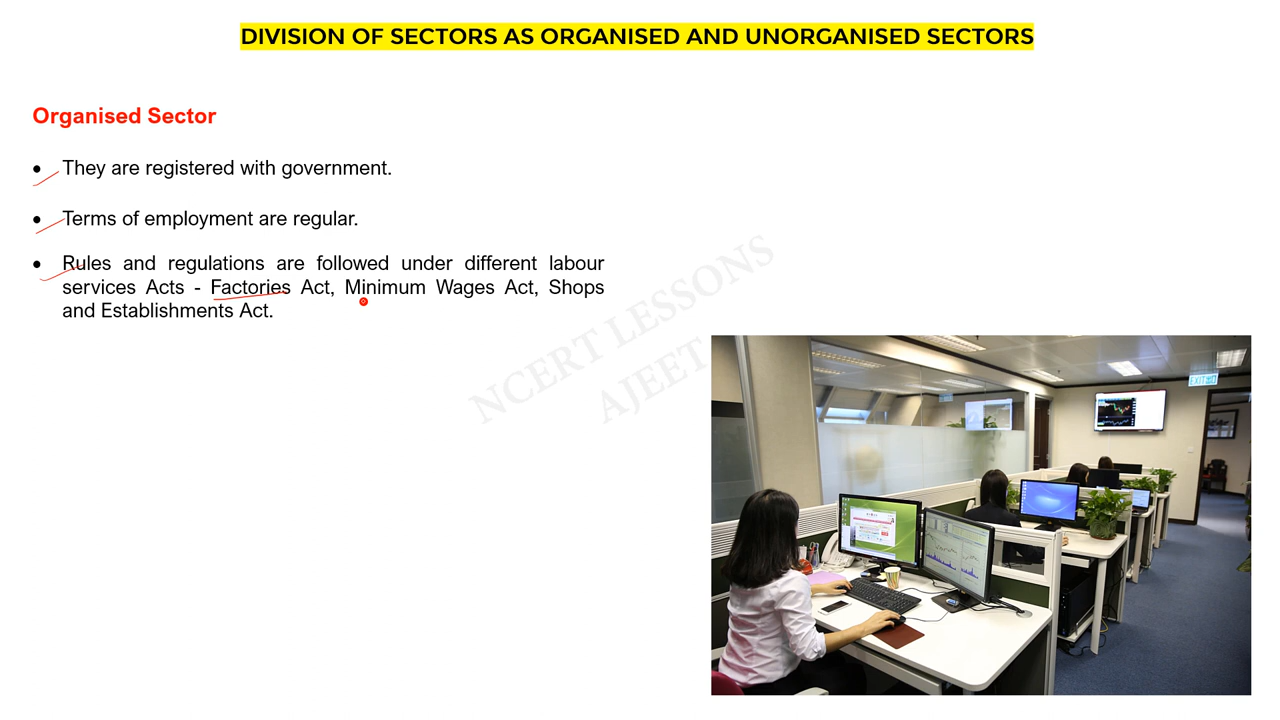 DIVISION OF SECTORS AS ORGANISED AND UNORGANISED SECTORS
Organised Sector
• They are registered with government.
• Terms of employment are regular.
• Rules and regulations are followed under different labour
services Acts - Factories Act, Minimum Wages Act, Shops
and Establishments Act.
NCERT LESSONS
AJEET
EXIT